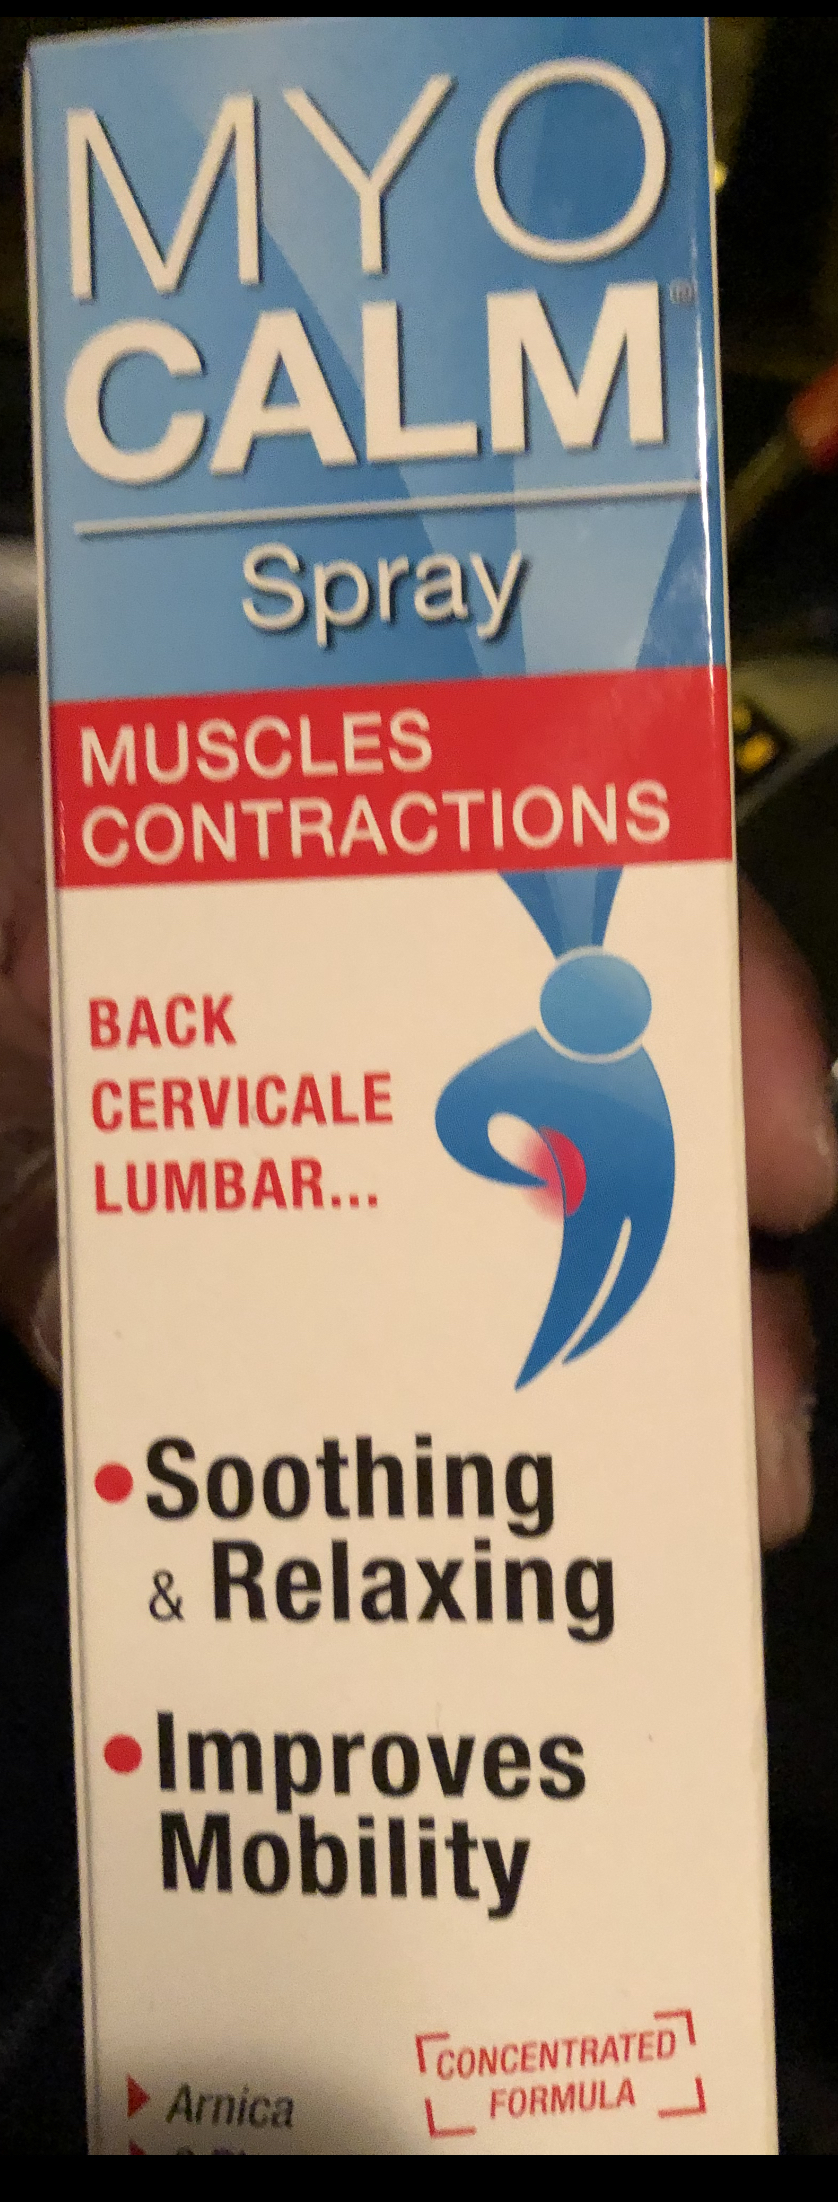 MYO
CALM®
Spray
MUSCLES
CONTRACTIONS
BACK
CERVICALE
LUMBAR...
•Soothing
& Relaxing
•Improves
Mobility
Arnica
CONCENTRATED
FORMULA